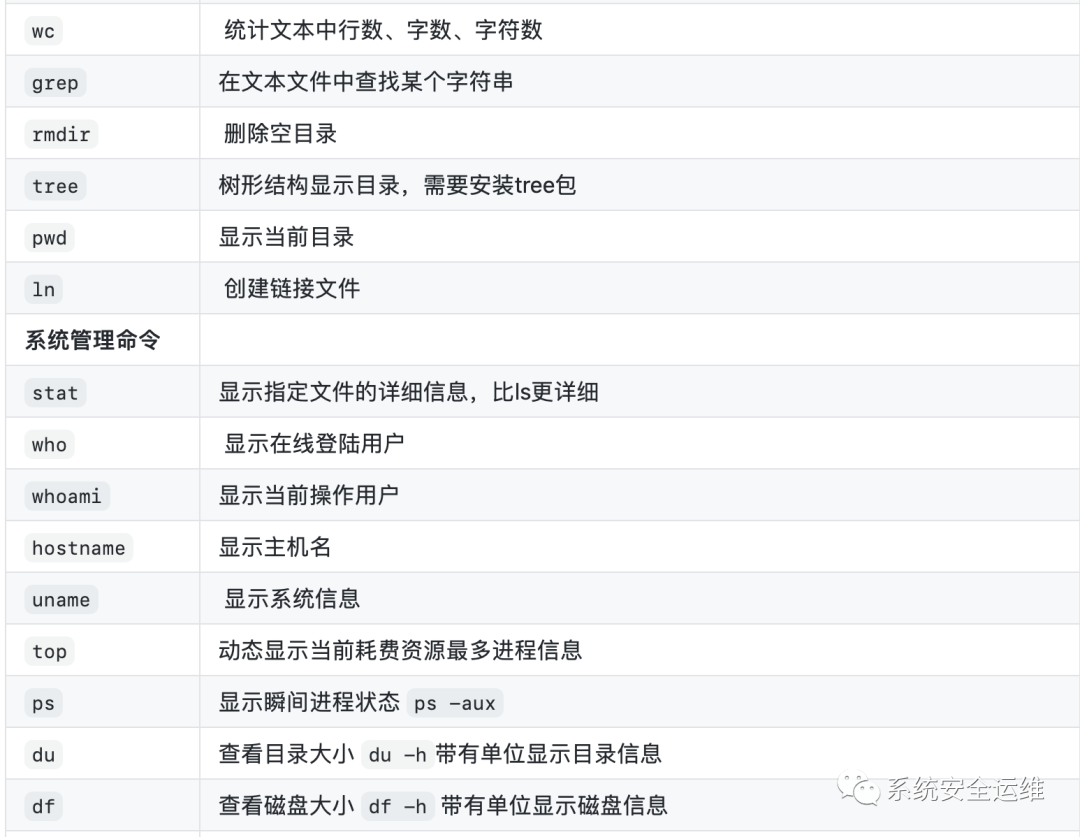 wc 统计文本中行数、字数、字符数
grep 在文本文件中查找某个字符串
rmdir 删除空目录
tree 树形结构显示目录，需要安装tree包
pwd 显示当前目录
ln 创建链接文件
系统管理命令
stat 显示指定文件的详细信息，比ls更详细
who 显示在线登陆用户
whoami 显示当前操作用户
hostname 显示主机名
uname 显示系统信息
top 动态显示当前耗费资源最多进程信息
ps 显示瞬间进程状态 ps -aux
du 查看目录大小 du -h 带有单位显示目录信息
df 查看磁盘大小 df -h 带有单位显示磁盘信息
系统安全运维